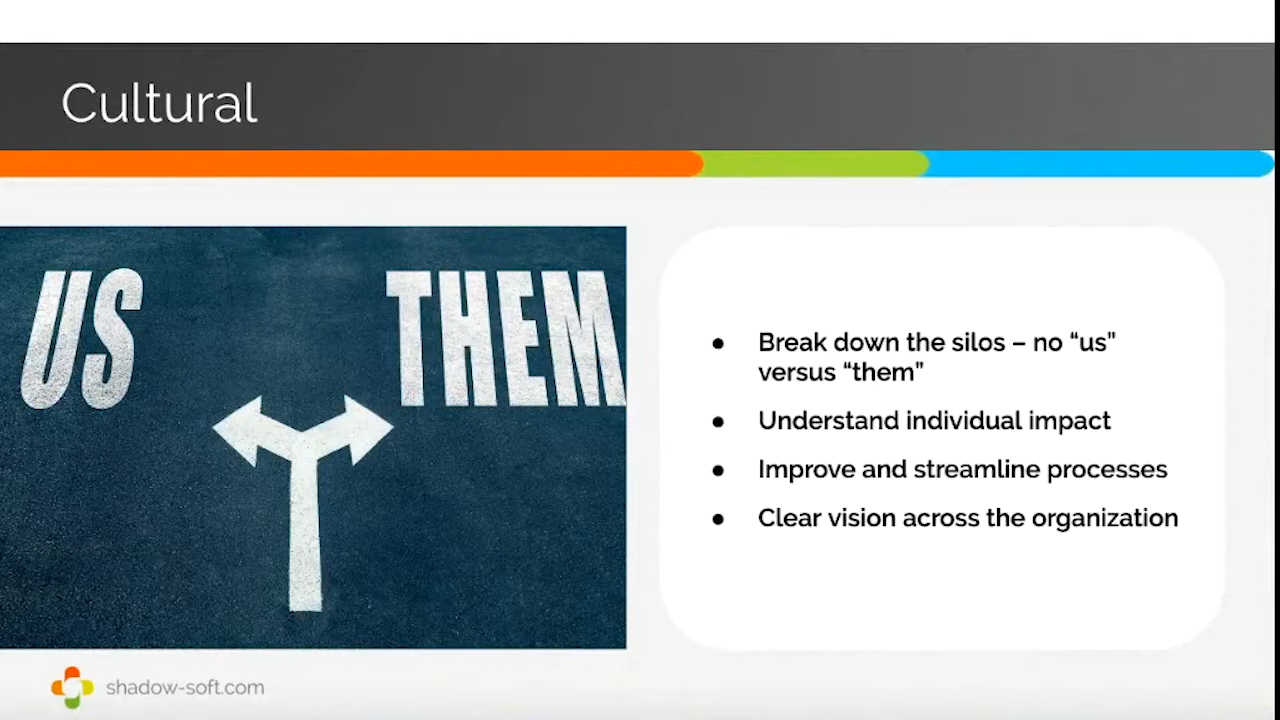 Cultural
US THEM
● Break down the silos – no “us”
versus “them”
● Understand individual impact
● Improve and streamline processes
● Clear vision across the organization
shadow-soft.com